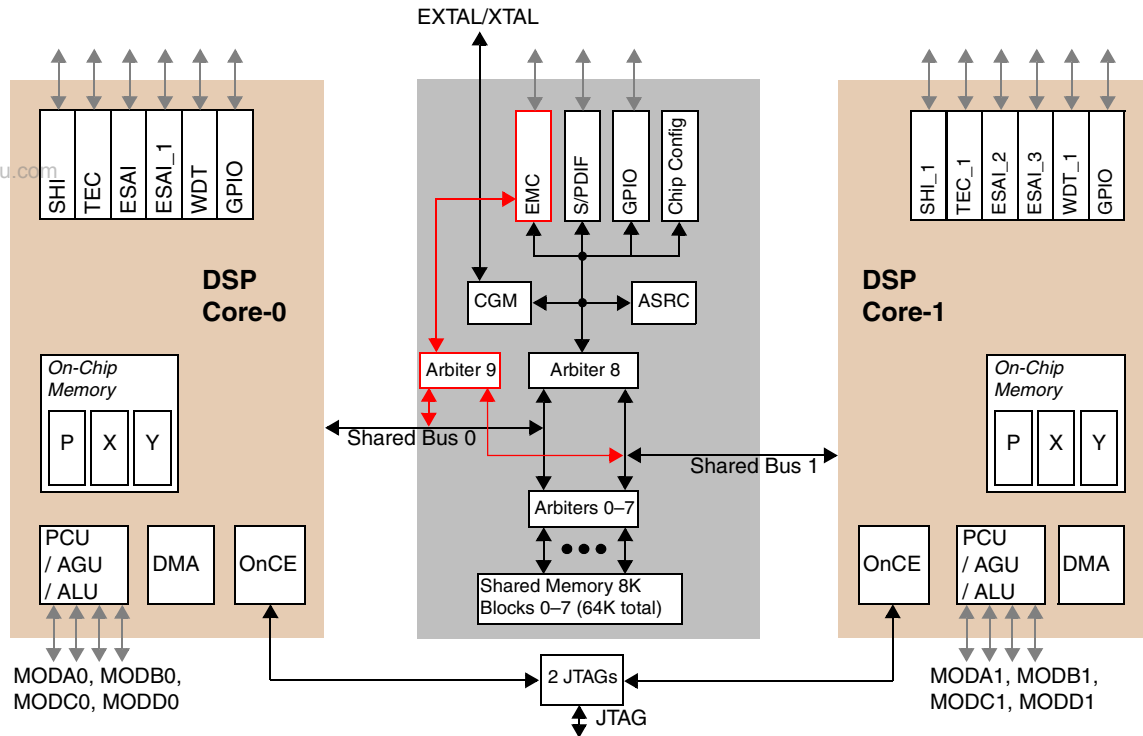 EXTAL/XTAL
u.com
SHI
TEC
ESAI
ESAI_1
WDT
GPIO
DSP
Core-0
On-Chip
Memory
P
X
Y
PCU
/ AGU
/ ALU
DMA
OnCE
MODA0, MODB0,
MODC0, MODD0
EMC
S/PDIF
GPIO
Chip Config
CGM
ASRC
Arbiter 9
Arbiter 8
Shared Bus 0
Shared Bus 1
Arbiters 0–7
Shared Memory 8K
Blocks 0–7 (64K total)
2 JTAGs
JTAG
SHI_1
TEC_1
ESAI_2
ESAI_3
WDT_1
GPIO
DSP
Core-1
On-Chip
Memory
P
X
Y
OnCE
PCU
/ AGU
/ ALU
DMA
MODA1, MODB1,
MODC1, MODD1